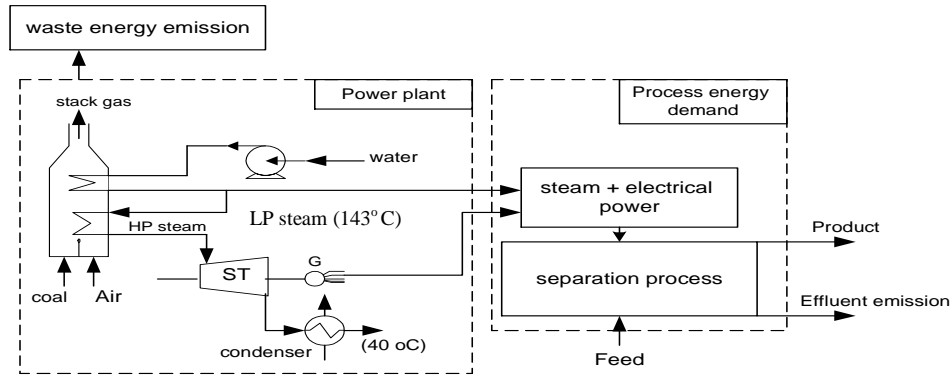 waste energy emission
Power plant
Process energy
demand
stack gas
water
steam + electrical
power
LP steam (143°C)
HP steam
Product
G
ST
separation process
coal
Air
Effluent emission
condenser
(40 oC)
Feed